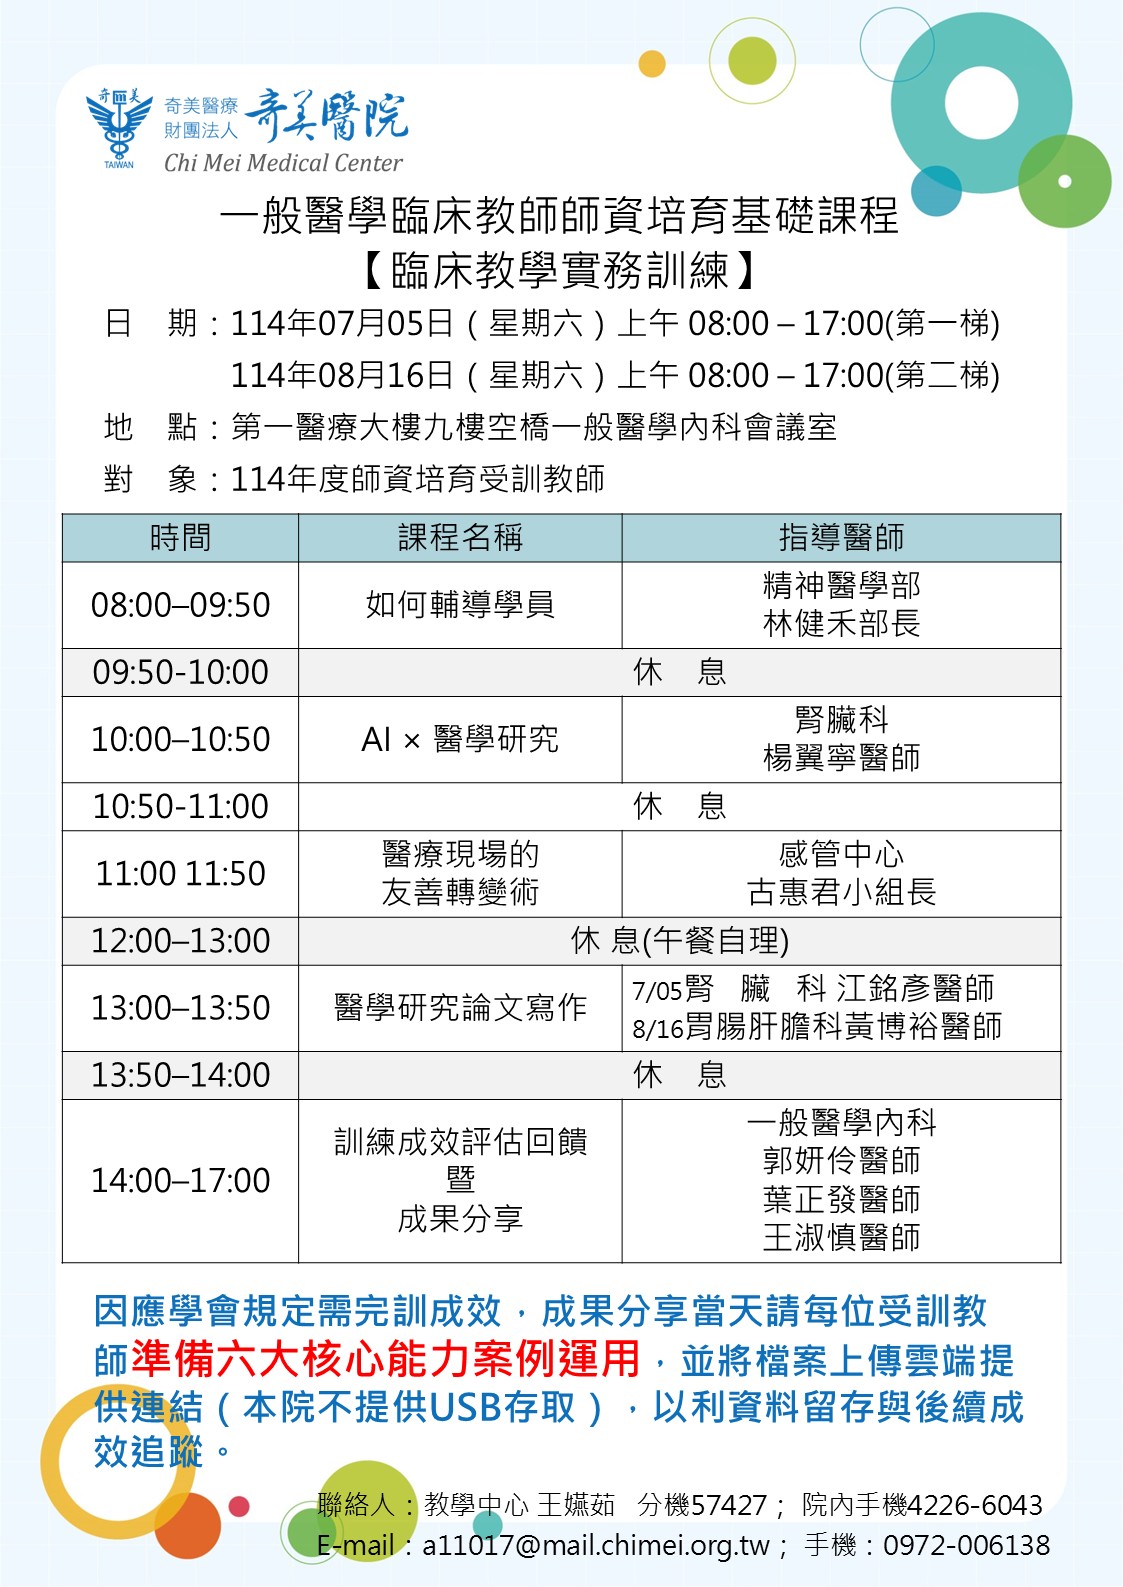 奇匾美
TAIWAN
奇美醫療
財團法人
奇美醫院
Chi Mei Medical Center
一般醫學臨床教師師資培育基礎課程
【臨床教學實務訓練】
日　期：114年07月05日（星期六）上午 08:00 – 17:00(第一梯)
114年08月16日（星期六）上午 08:00 – 17:00(第二梯)
地　點：第一醫療大樓九樓空橋一般醫學內科會議室
對　象：114年度師資培育受訓教師
時間 課程名稱 指導醫師
08:00–09:50 如何輔導學員 精神醫學部
林健禾部長
09:50-10:00 休　息
10:00–10:50 AI × 醫學研究 腎臟科
楊翼寧醫師
10:50-11:00 休　息
11:00 11:50 醫療現場的
友善轉變術
感管中心
古惠君小組長
12:00–13:00 休 息(午餐自理)
13:00–13:50 醫學研究論文寫作 7/05腎　臟　科 江銘彥醫師
8/16胃腸肝膽科黃博裕醫師
13:50–14:00 休　息
14:00–17:00 訓練成效評估回饋
暨
成果分享
一般醫學內科
郭妍伶醫師
葉正發醫師
王淑慎醫師
因應學會規定需完訓成效，成果分享當天請每位受訓教
師準備六大核心能力案例運用，並將檔案上傳雲端提
供連結（本院不提供USB存取），以利資料留存與後續成
效追蹤。
聯絡人：教學中心 王嬿茹　分機57427； 院內手機4226-6043
E-mail：a11017@mail.chimei.org.tw； 手機：0972-006138